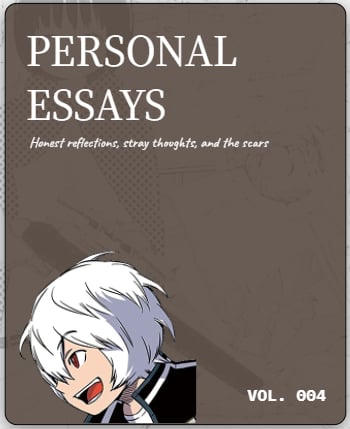 PERSONAL
ESSAYS
Honest reflections, stray thoughts, and the scars
VOL. 004